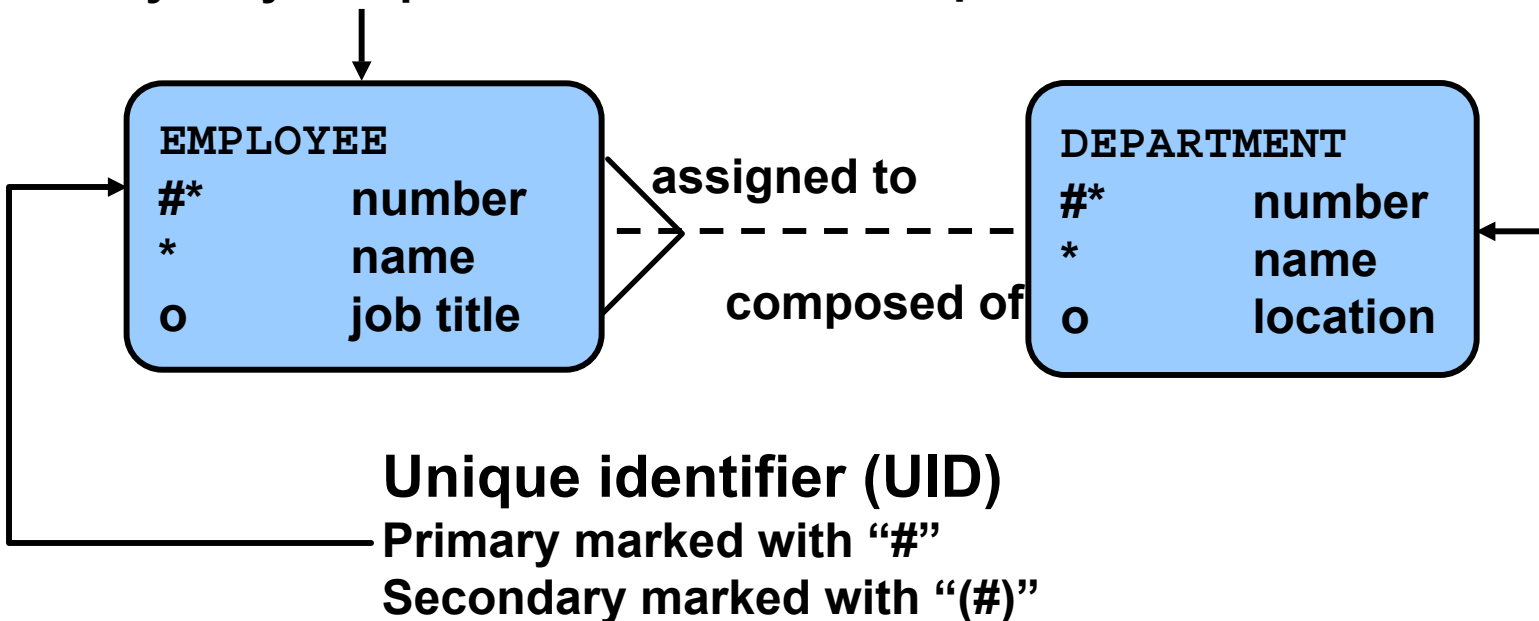 EMPLOYEE
#* number
* name
o job title
assigned to
composed of
DEPARTMENT
#* number
* name
o location
Unique identifier (UID)
Primary marked with “#”
Secondary marked with “(#)”